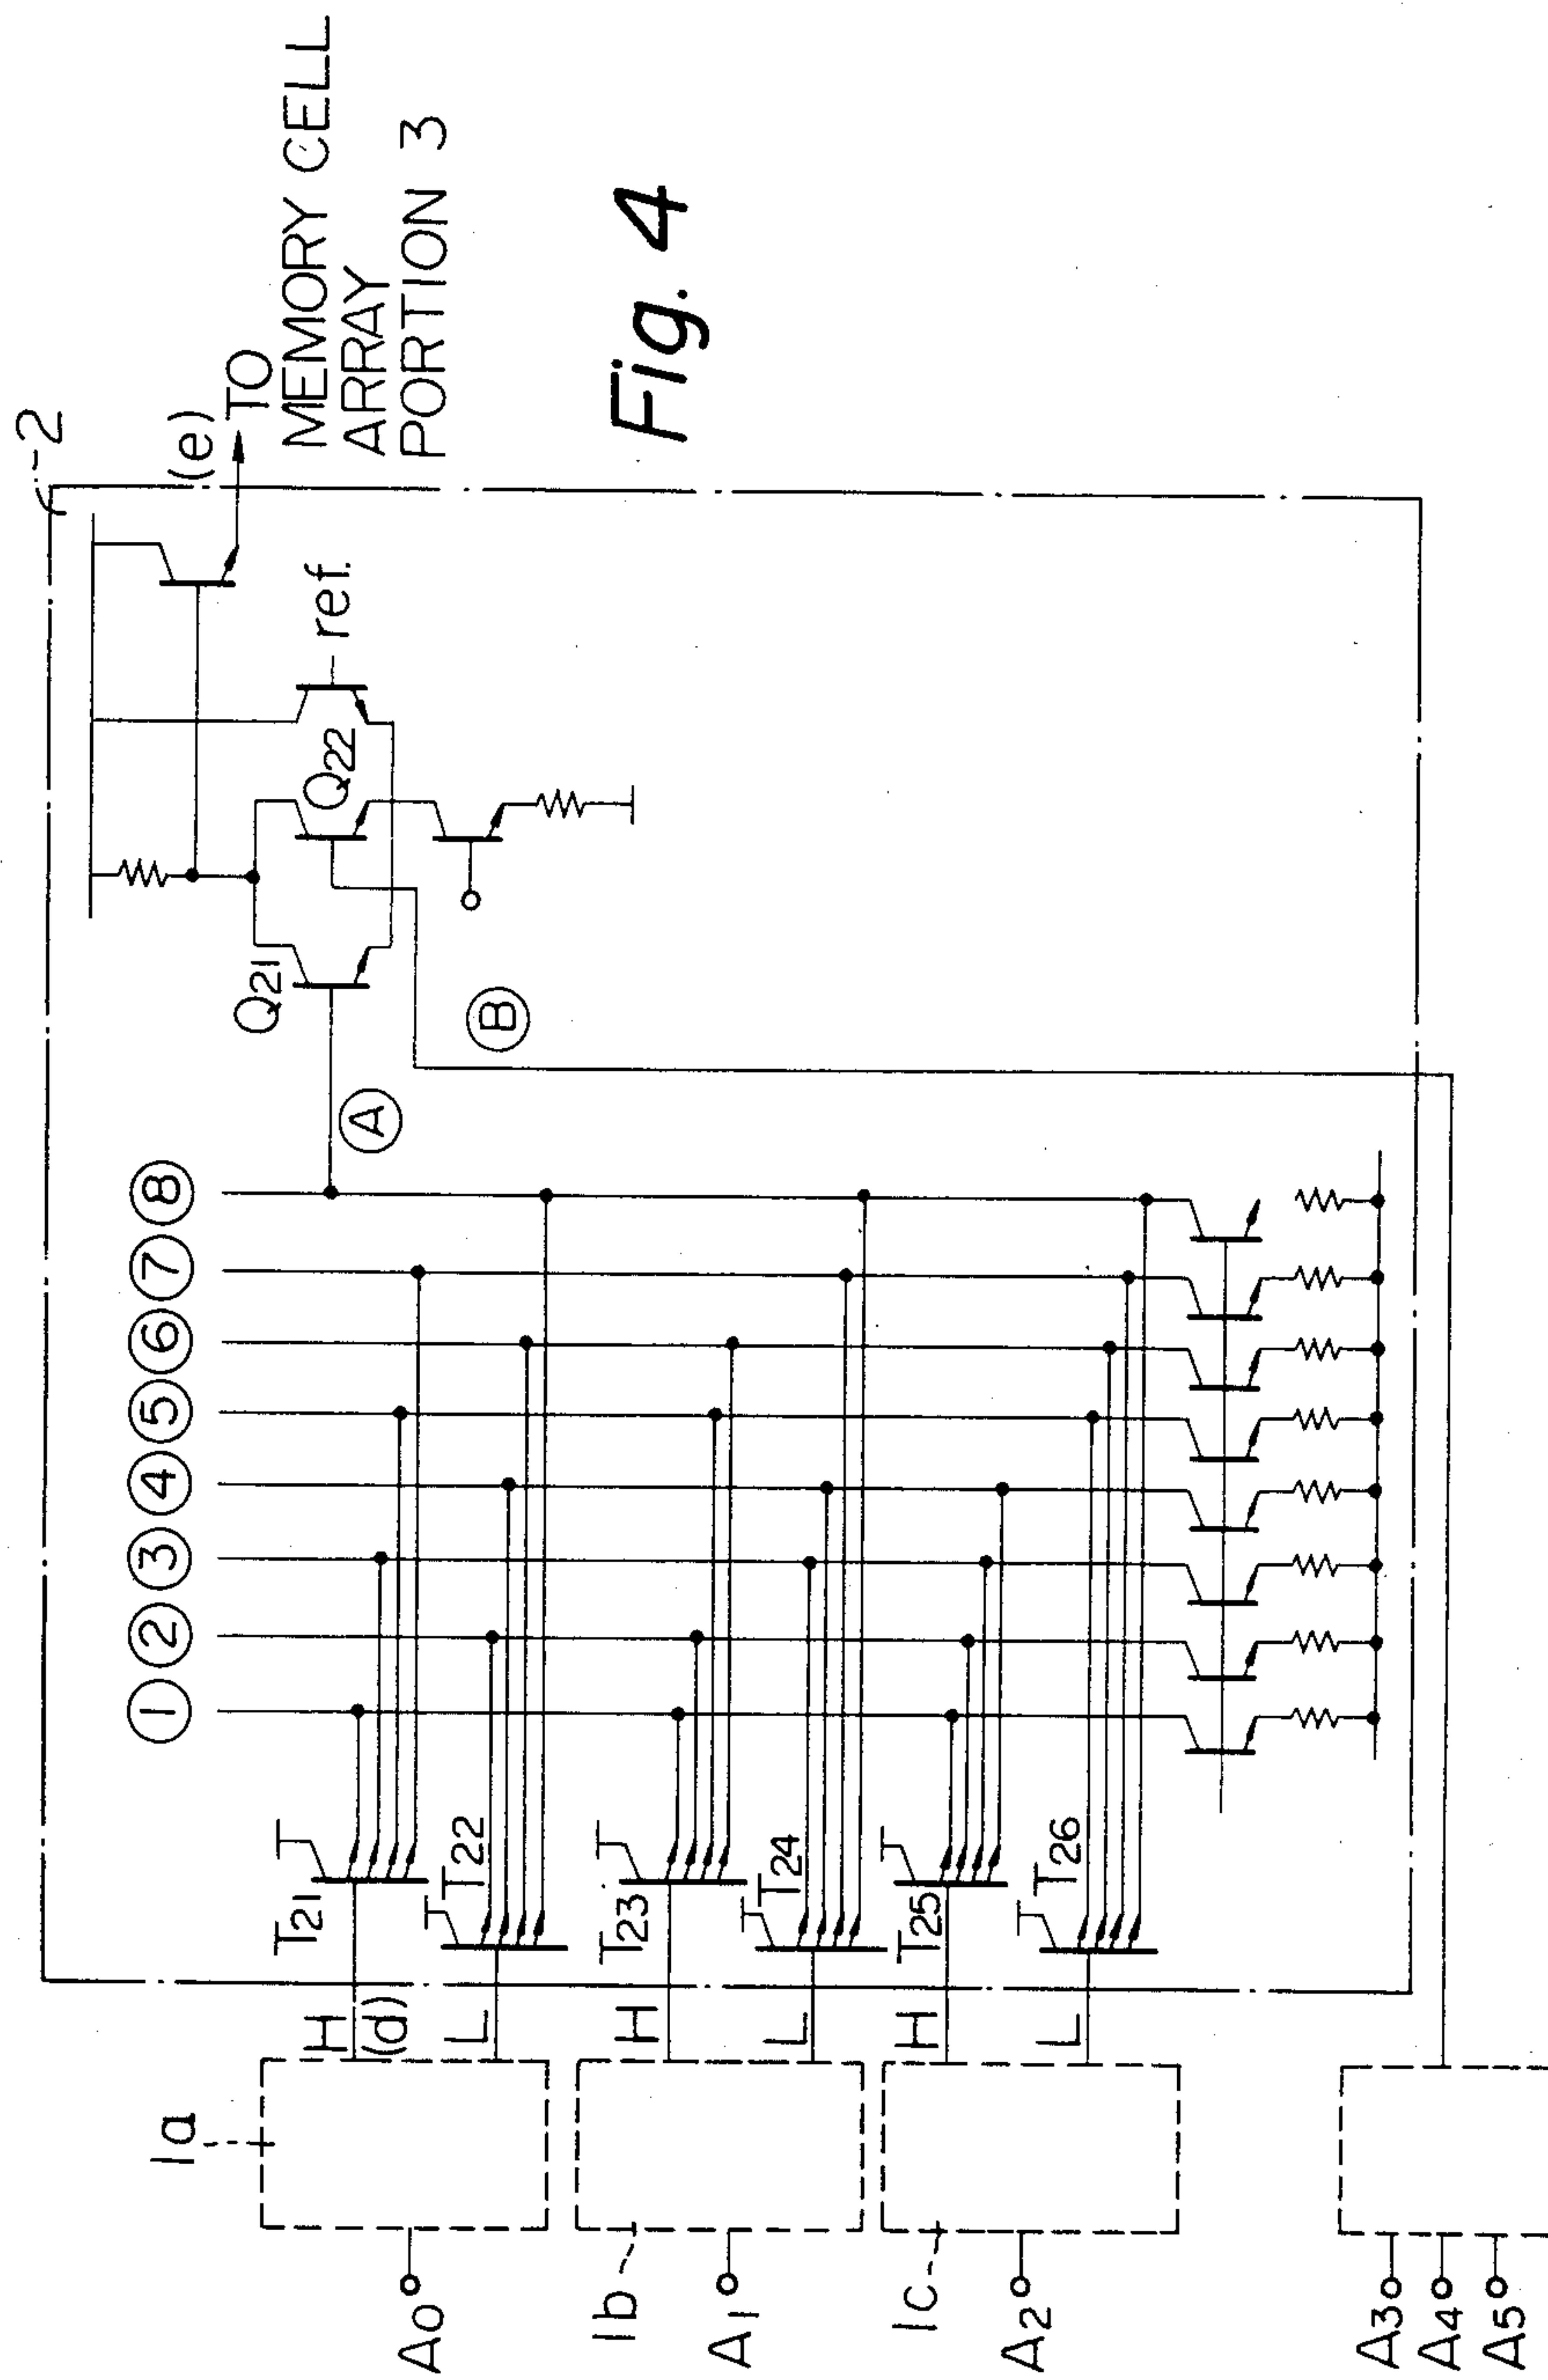 2
(e)
TO
MEMORY CELL
ARRAY
PORTION 3
Fig. 4
ref.
Q22
Q21
Ⓐ
Ⓑ
① ② ③ ④ ⑤ ⑥ ⑦ ⑧
1a
A0
H
(d)
L
T21
T22
1b
A1
H
L
T23
T24
1c
A2
H
L
T25
T26
A3
A4
A5